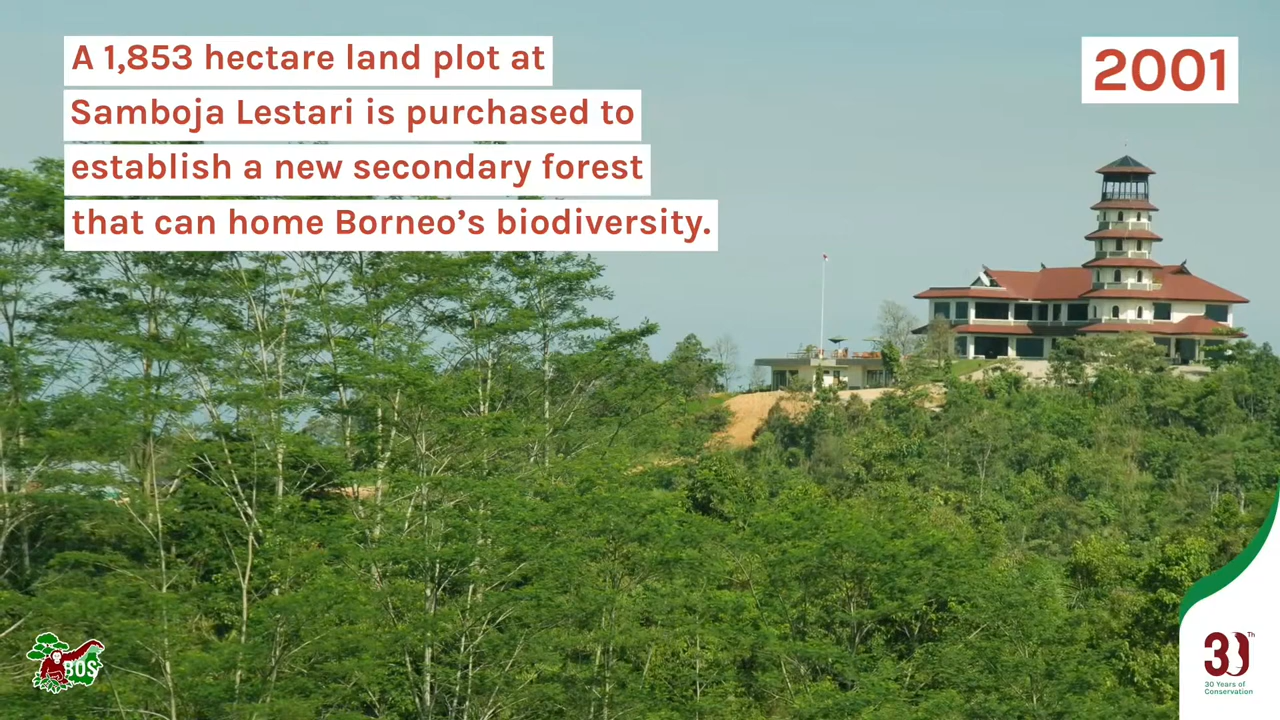 A 1,853 hectare land plot at
Samboja Lestari is purchased to
establish a new secondary forest
that can home Borneo's biodiversity.
2001
BOS
30Th
30 Years of
Conservation